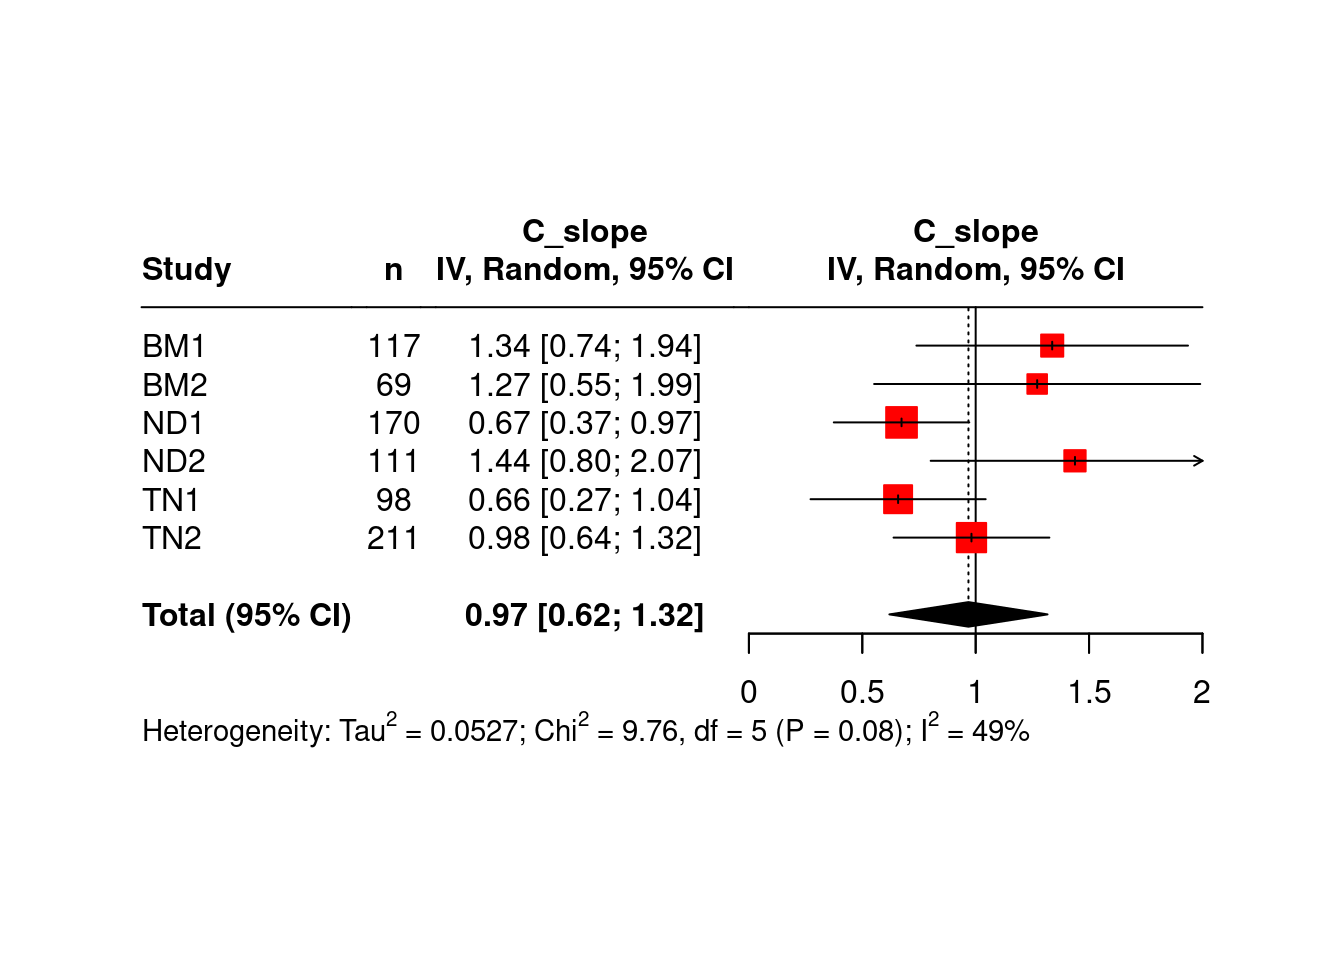 C_slope C_slope
Study n IV, Random, 95% CI IV, Random, 95% CI
BM1 117 1.34 [0.74; 1.94]
BM2 69 1.27 [0.55; 1.99]
ND1 170 0.67 [0.37; 0.97]
ND2 111 1.44 [0.80; 2.07]
TN1 98 0.66 [0.27; 1.04]
TN2 211 0.98 [0.64; 1.32]
Total (95% CI) 0.97 [0.62; 1.32]
0 0.5 1 1.5 2
Heterogeneity: Tau² = 0.0527; Chi² = 9.76, df = 5 (P = 0.08); I² = 49%